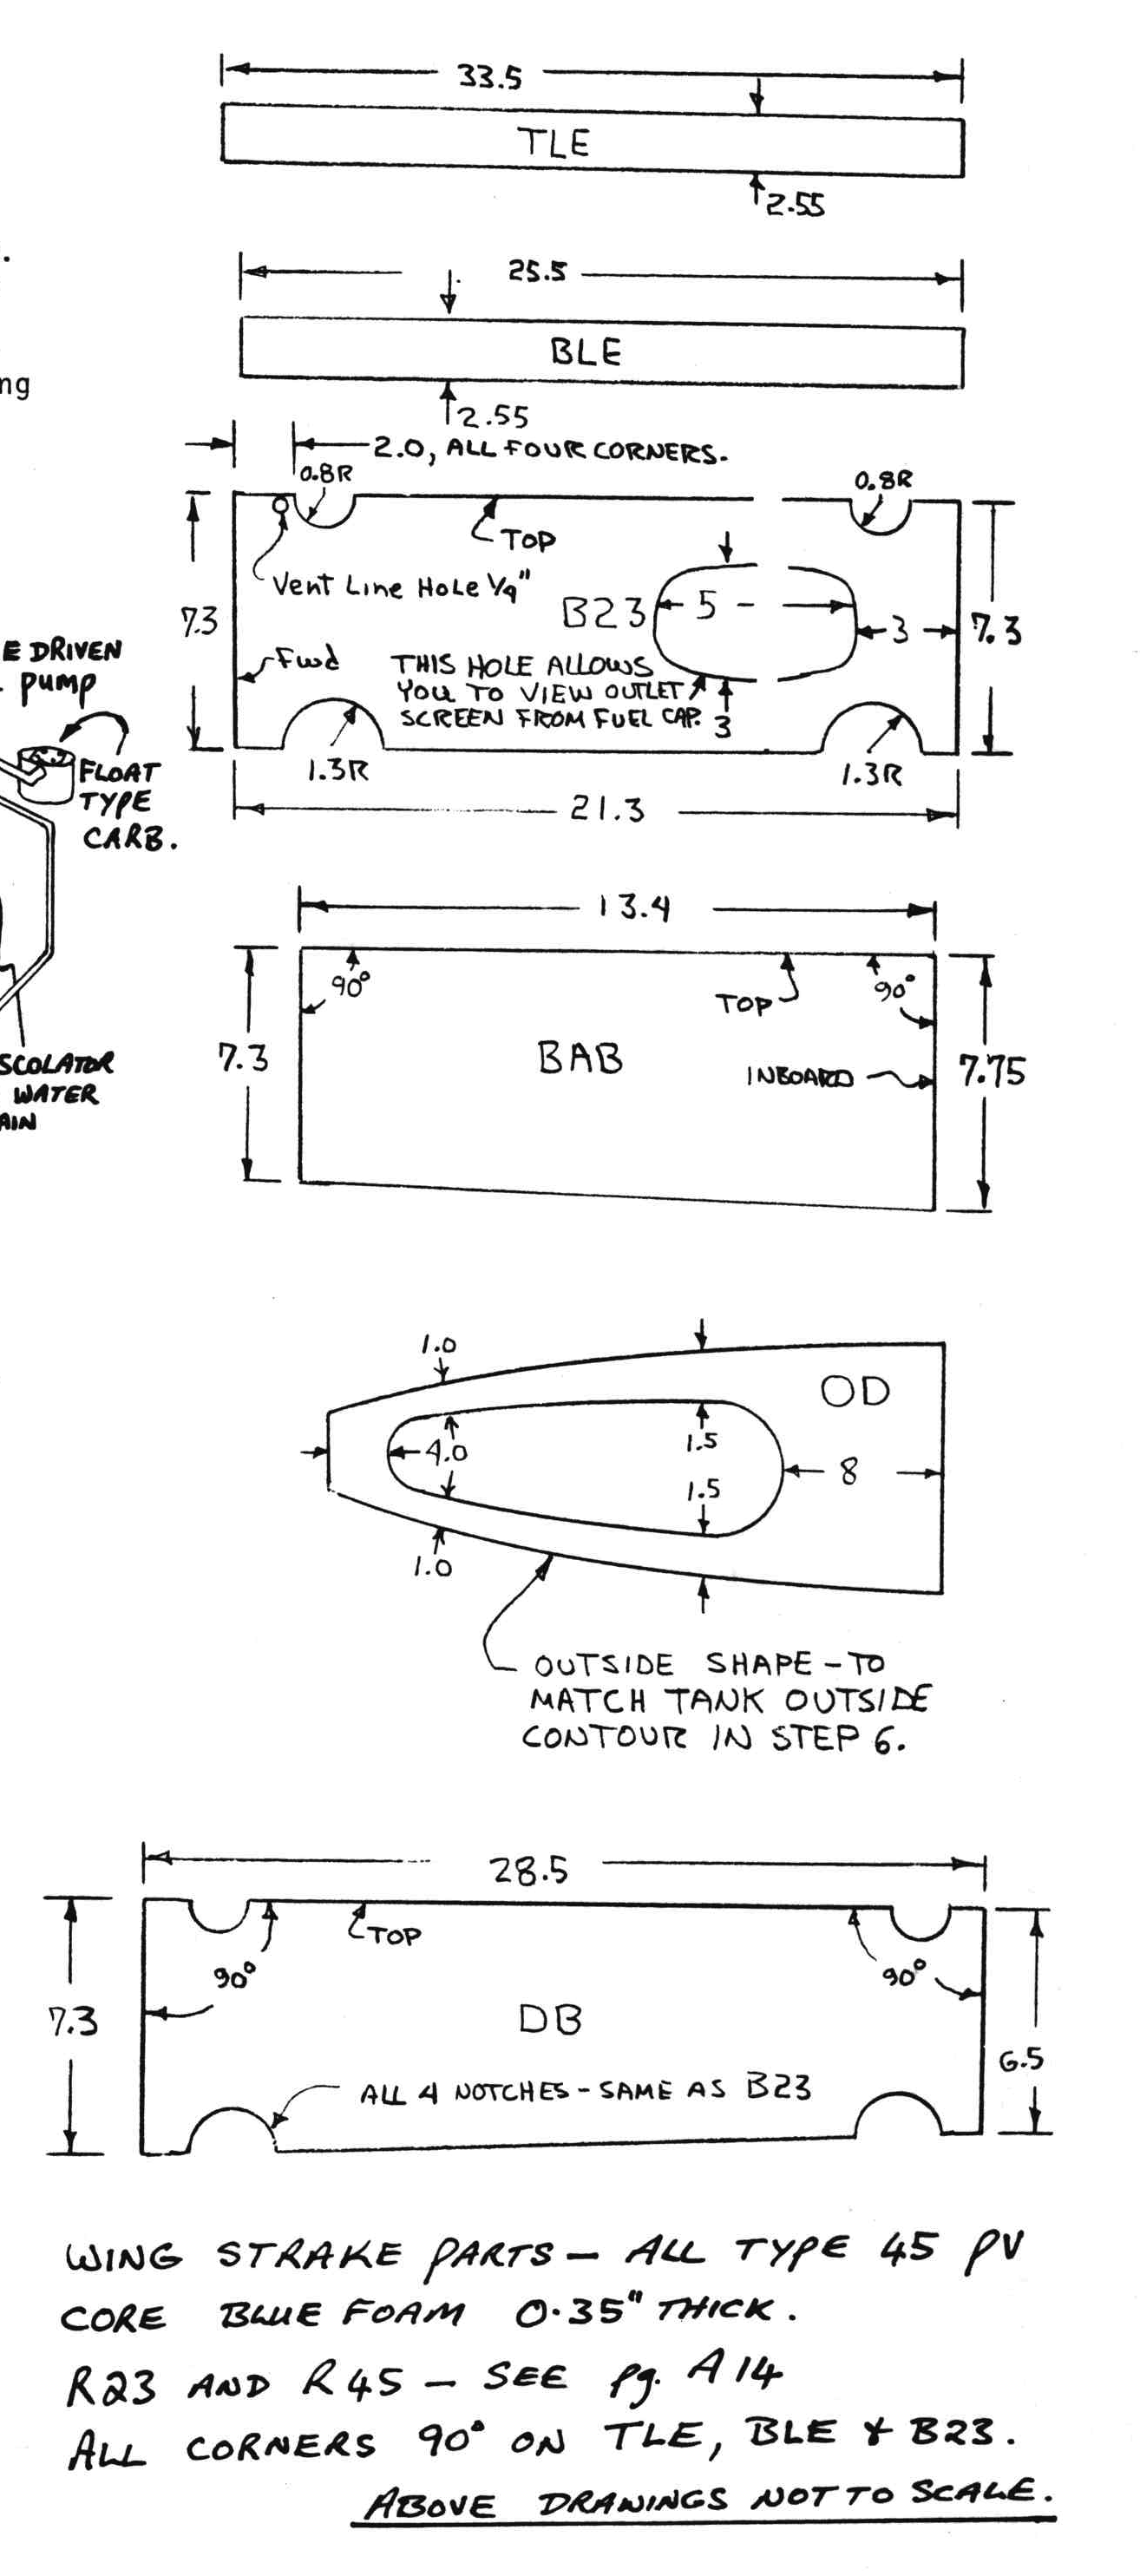 33.5
TLE
2.55
.
25.5
ng
BLE
2.55
2.0, ALL FOUR CORNERS.
0.8R
0.8R
TOP
Vent Line Hole 1/4"
7.3
B23
5
3
7.3
E DRIVEN
. pump
Fwd
THIS HOLE ALLOWS
YOU TO VIEW OUTLET
SCREEN FROM FUEL CAP.
3
FLOAT
TYPE
CARB.
1.3R
1.3R
21.3
13.4
90°
TOP
90°
7.3
BAB
INBOARD
7.75
SCOLATOR
WATER
AIN
1.0
OD
4.0
1.5
8
1.5
1.0
OUTSIDE SHAPE - TO
MATCH TANK OUTSIDE
CONTOUR IN STEP 6.
28.5
TOP
90°
90°
7.3
DB
6.5
ALL 4 NOTCHES - SAME AS B23
WING STRAKE PARTS - ALL TYPE 45 PV
CORE BLUE FOAM 0.35" THICK.
R23 AND R45 - SEE pg. A14
ALL CORNERS 90° ON TLE, BLE & B23.
ABOVE DRAWINGS NOT TO SCALE.